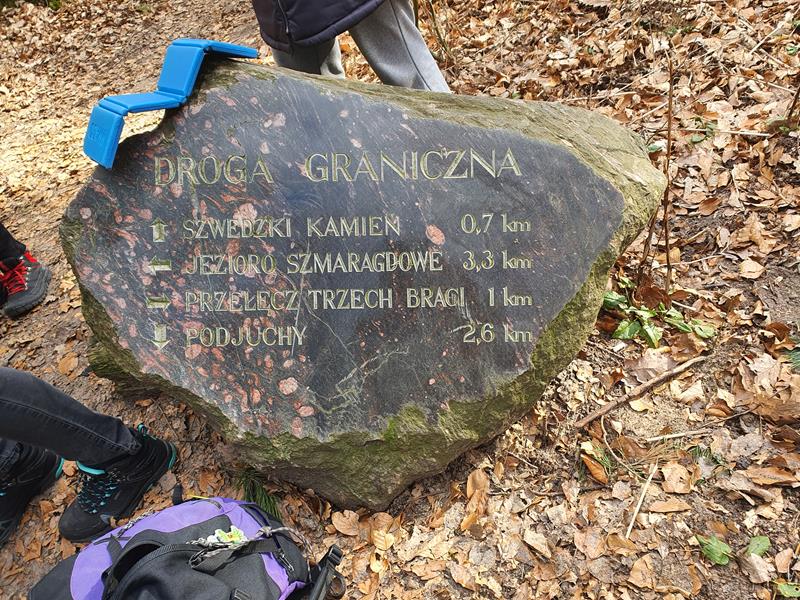 DROGA GRANICZNA
↑ SZWEDZKI KAMIEŃ 0,7 km
← JEZIORO SZMARAGDOWE 3,3 km
→ PRZEŁĘCZ TRZECH BRACI 1 km
↓ PODJUCHY 2,6 km